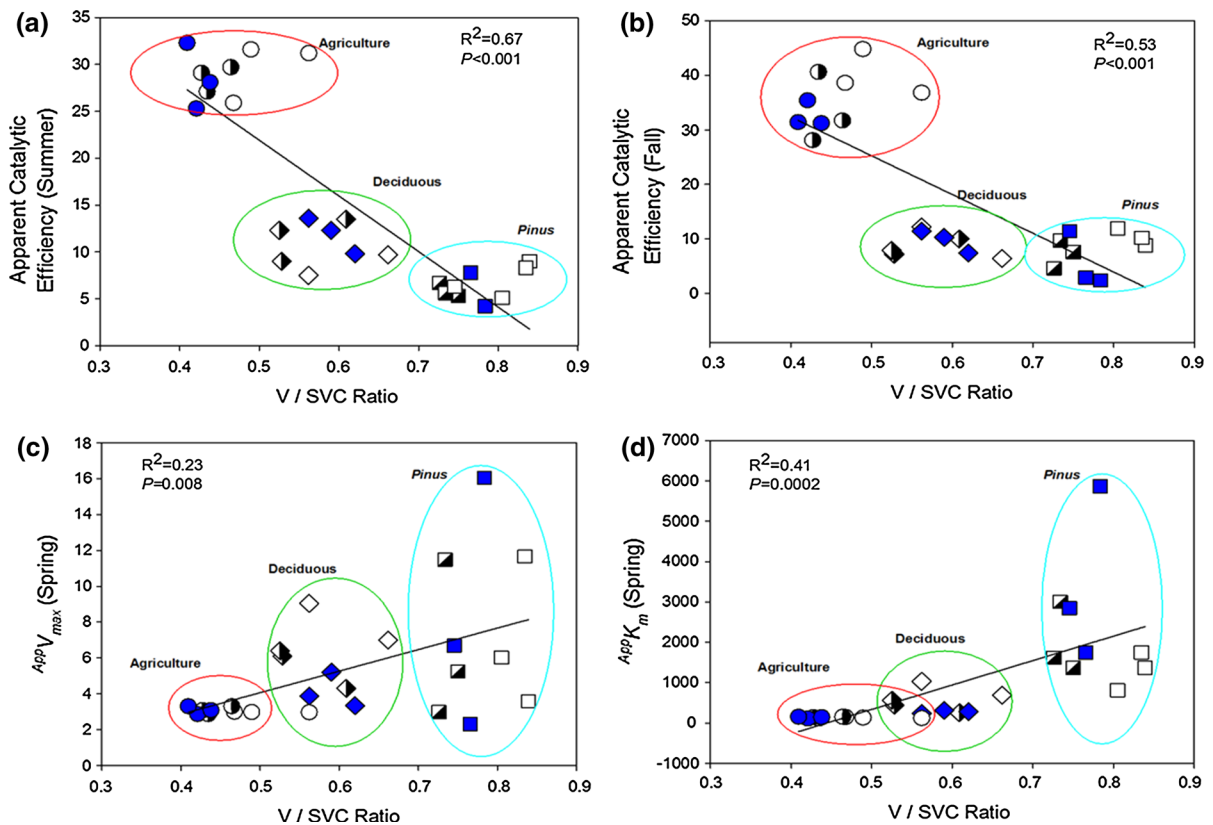 (a)
35
30
25
20
15
10
5
0
Apparent Catalytic
Efficiency (Summer)
Agriculture
R2=0.67
P<0.001
Deciduous
Pinus
0.3 0.4 0.5 0.6 0.7 0.8 0.9
V / SVC Ratio
(b)
50
40
30
20
10
0
Apparent Catalytic
Efficiency (Fall)
Agriculture
R2=0.53
P<0.001
Deciduous
Pinus
0.3 0.4 0.5 0.6 0.7 0.8 0.9
V / SVC Ratio
(c)
18
16
14
12
10
8
6
4
2
0
AppVmax (Spring)
R2=0.23
P=0.008
Pinus
Deciduous
Agriculture
0.3 0.4 0.5 0.6 0.7 0.8 0.9
V / SVC Ratio
(d)
7000
6000
5000
4000
3000
2000
1000
0
-1000
AppKm (Spring)
R2=0.41
P=0.0002
Pinus
Deciduous
Agriculture
0.3 0.4 0.5 0.6 0.7 0.8 0.9
V / SVC Ratio